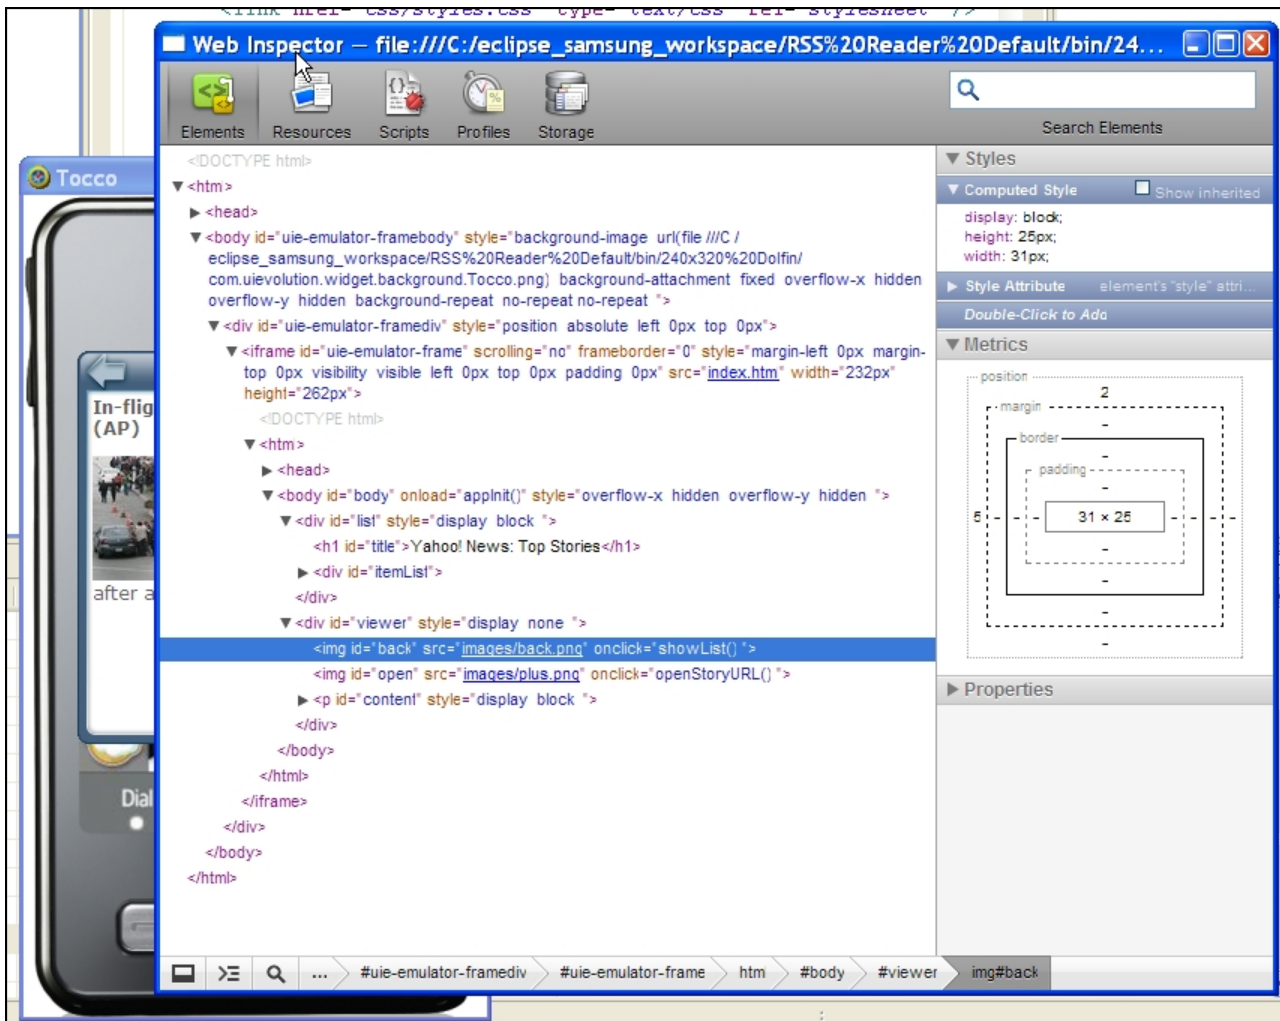 <link href="css/styles.css" type="text/css" rel="stylesheet" />
Web Inspector — file:///C:/eclipse_samsung_workspace/RSS%20Reader%20Default/bin/240...
Elements Resources Scripts Profiles Storage
Search Elements
Tocco
In-flig
(AP)
after a
Dial
<!DOCTYPE html>
▼<html>
▶<head>
▼<body id="uie-emulator-framebody" style="background-image url(file ///C /
eclipse_samsung_workspace/RSS%20Reader%20Default/bin/240x320%20Dolfin/
com.uievolution.widget.background.Tocco.png) background-attachment fixed overflow-x hidden
overflow-y hidden background-repeat no-repeat no-repeat ">
▼<div id="uie-emulator-framediv" style="position absolute left 0px top 0px">
▼<iframe id="uie-emulator-frame" scrolling="no" frameborder="0" style="margin-left 0px margin-
top 0px visibility visible left 0px top 0px padding 0px" src="index.htm" width="232px"
height="262px">
<!DOCTYPE html>
▼<html>
▶<head>
▼<body id="body" onload="appInit()" style="overflow-x hidden overflow-y hidden ">
▼<div id="list" style="display block ">
<h1 id="title">Yahoo! News: Top Stories</h1>
▶<div id="itemList">
</div>
▼<div id="viewer" style="display none ">
<img id="back" src="images/back.png" onclick="showList() ">
<img id="open" src="images/plus.png" onclick="openStoryURL() ">
▶<p id="content" style="display block ">
</div>
</body>
</html>
</iframe>
</div>
</body>
</html>
▼ Styles
▼ Computed Style Show inherited
display: block;
height: 25px;
width: 31px;
▶ Style Attribute element's "style" attri...
Double-Click to Add
▼ Metrics
position
2
margin
-
border
-
padding
-
5 - - - 31 × 25 - - - -
-
-
-
-
▶ Properties
... #uie-emulator-framediv #uie-emulator-frame html #body #viewer img#back